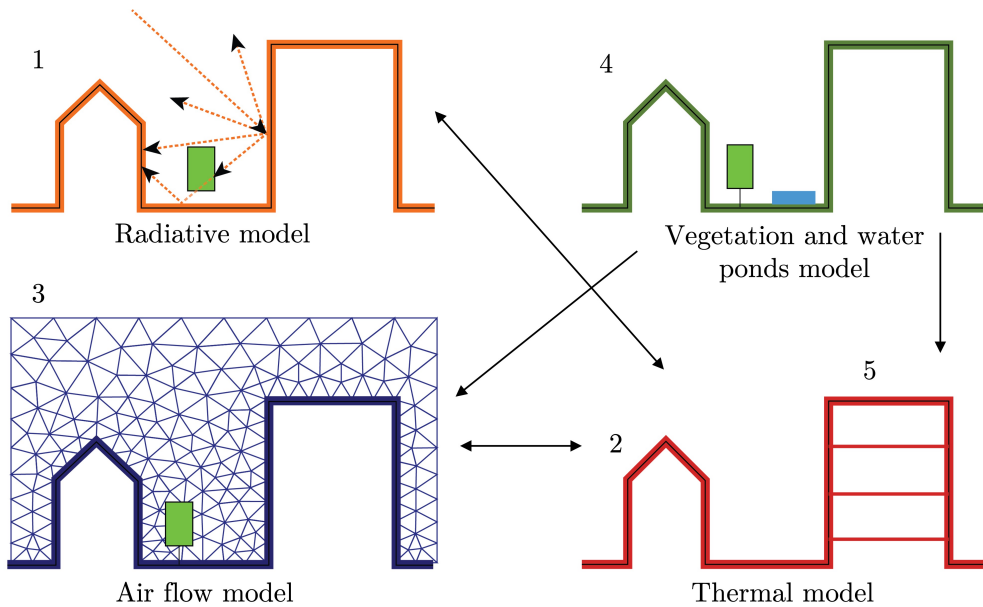 1
Radiative model
4
Vegetation and water
ponds model
3
Air flow model
2
5
Thermal model